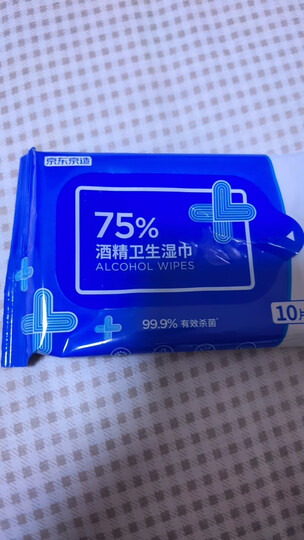 京东京造
75%
酒精卫生湿巾
ALCOHOL WIPES
99.9% 有效杀菌
10片